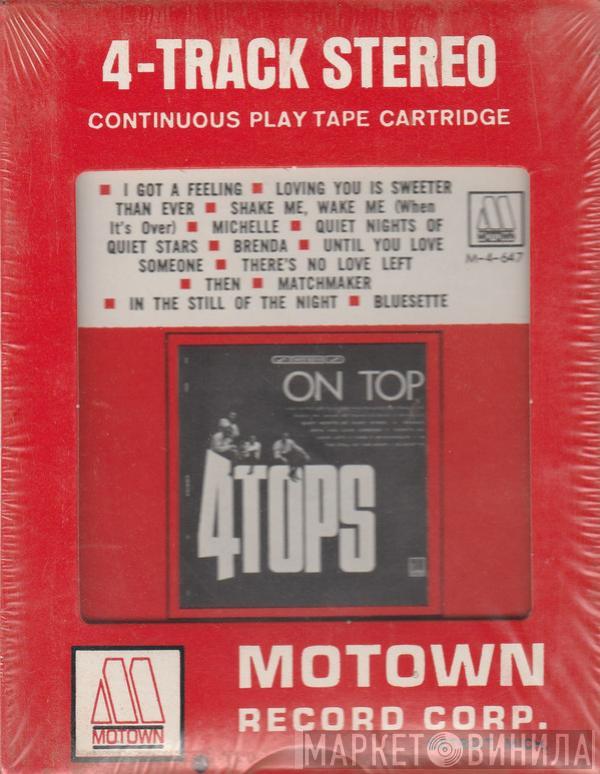 4-TRACK STEREO
CONTINUOUS PLAY TAPE CARTRIDGE
■ I GOT A FEELING ■ LOVING YOU IS SWEETER
THAN EVER ■ SHAKE ME, WAKE ME (When
It's Over) ■ MICHELLE ■ QUIET NIGHTS OF
QUIET STARS ■ BRENDA ■ UNTIL YOU LOVE
SOMEONE ■ THERE'S NO LOVE LEFT
■ THEN ■ MATCHMAKER
■ IN THE STILL OF THE NIGHT ■ BLUESETTE
MOTOWN
M-4-647
ON TOP
4TOPS
MOTOWN
MOTOWN
RECORD CORP.
МАРКЕТ ВИНИЛА